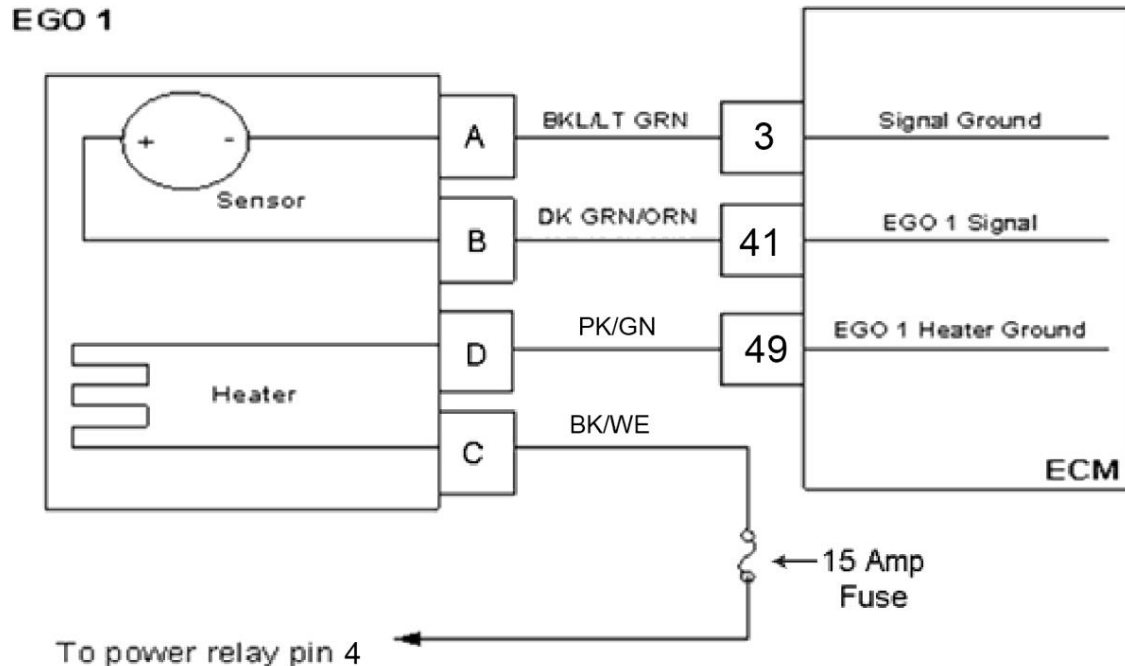 EGO 1
A
BKL/LT GRN
3
Signal Ground
+
-
Sensor
B
DK GRN/ORN
41
EGO 1 Signal
D
PK/GN
49
EGO 1 Heater Ground
Heater
C
BK/WE
ECM
15 Amp
Fuse
To power relay pin 4